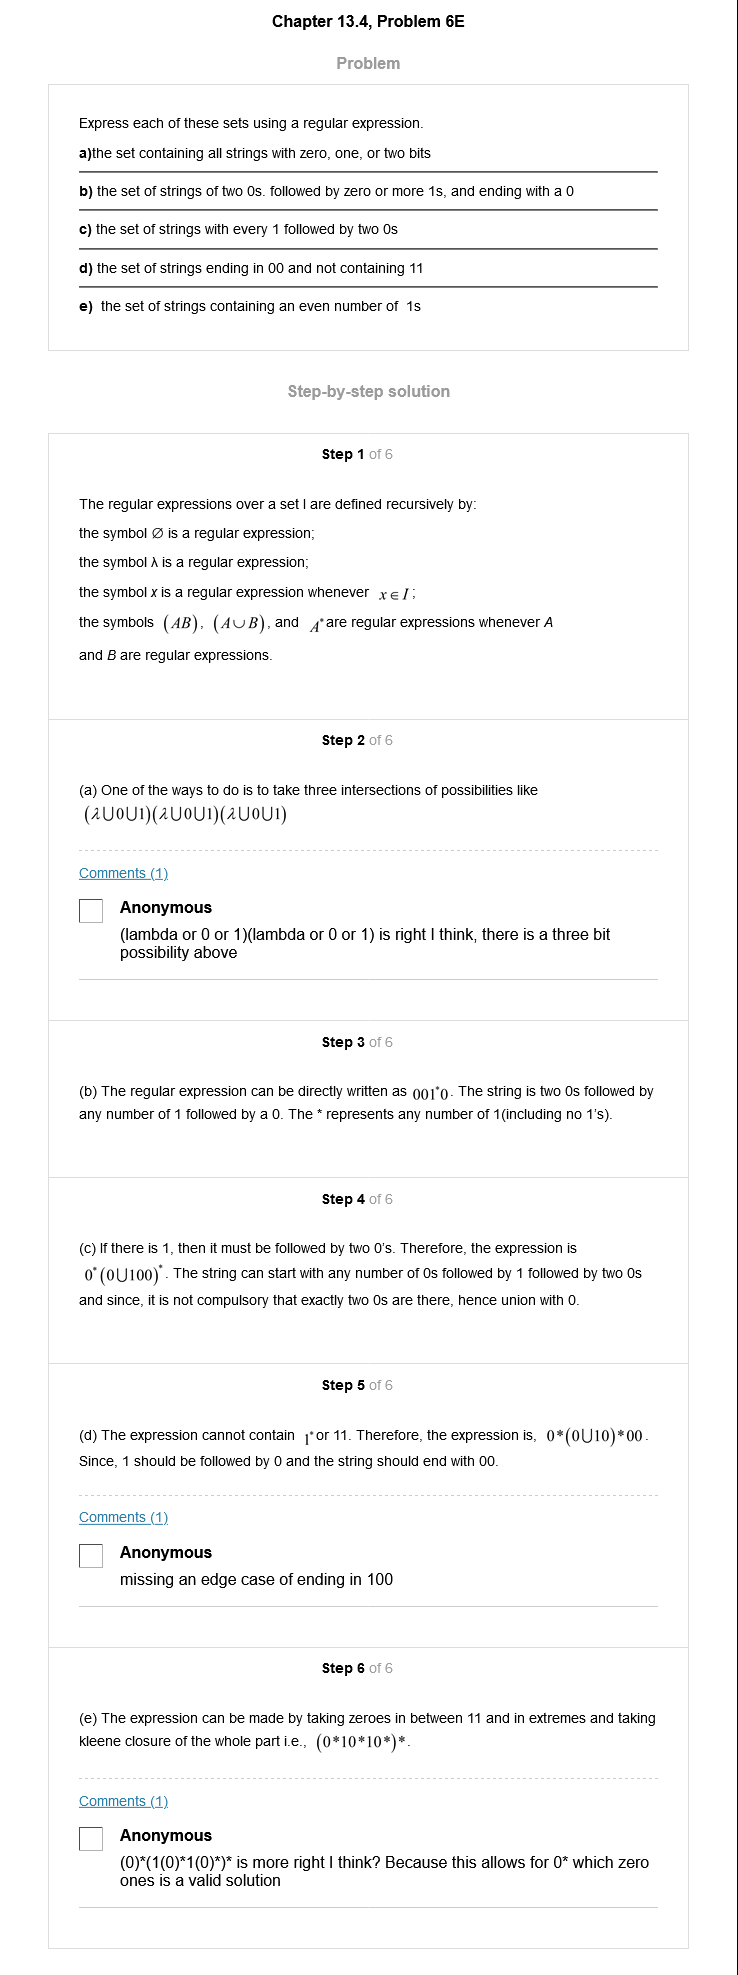 Chapter 13.4, Problem 6E
Problem
Express each of these sets using a regular expression.
a)the set containing all strings with zero, one, or two bits
b) the set of strings of two 0s. followed by zero or more 1s, and ending with a 0
c) the set of strings with every 1 followed by two 0s
d) the set of strings ending in 00 and not containing 11
e) the set of strings containing an even number of 1s
Step-by-step solution
Step 1 of 6
The regular expressions over a set I are defined recursively by:
the symbol ∅ is a regular expression;
the symbol λ is a regular expression;
the symbol x is a regular expression whenever x ∈ I ;
the symbols (AB), (A∪B), and A* are regular expressions whenever A
and B are regular expressions.
Step 2 of 6
(a) One of the ways to do is to take three intersections of possibilities like
(λ∪0∪1)(λ∪0∪1)(λ∪0∪1)
Comments (1)
Anonymous
(lambda or 0 or 1)(lambda or 0 or 1) is right I think, there is a three bit
possibility above
Step 3 of 6
(b) The regular expression can be directly written as 001*0. The string is two 0s followed by
any number of 1 followed by a 0. The * represents any number of 1(including no 1's).
Step 4 of 6
(c) If there is 1, then it must be followed by two 0's. Therefore, the expression is
0*(0∪100)*. The string can start with any number of 0s followed by 1 followed by two 0s
and since, it is not compulsory that exactly two 0s are there, hence union with 0.
Step 5 of 6
(d) The expression cannot contain 1* or 11. Therefore, the expression is, 0*(0∪10)*00.
Since, 1 should be followed by 0 and the string should end with 00.
Comments (1)
Anonymous
missing an edge case of ending in 100
Step 6 of 6
(e) The expression can be made by taking zeroes in between 11 and in extremes and taking
kleene closure of the whole part i.e., (0*10*10*)*.
Comments (1)
Anonymous
(0)*(1(0)*1(0)*)* is more right I think? Because this allows for 0* which zero
ones is a valid solution